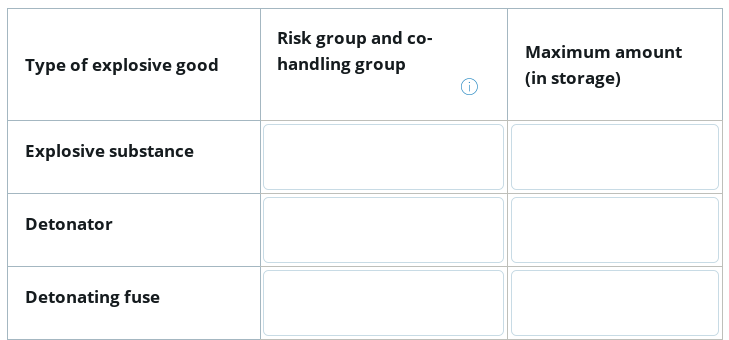 Type of explosive good
Risk group and co-
handling group
Maximum amount
(in storage)
Explosive substance
Detonator
Detonating fuse